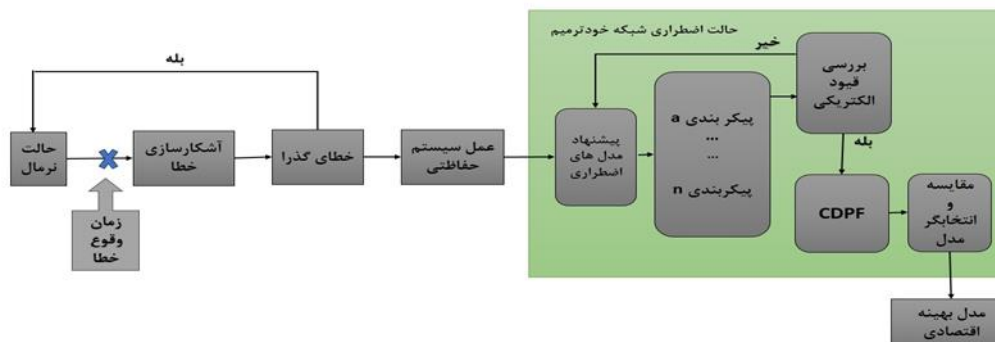 حالت اضطراری شبکه خودترمیم
بله
خیر
حالت
نرمال
آشکارسازی
خطا
خطای گذرا
عمل سیستم
حفاظتی
پیشنهاد
مدل های
اضطراری
پیکر بندی a
...
...
پیکربندی n
بررسی
قیود
الکتریکی
بله
زمان
وقوع
خطا
CDPF
مقایسه
و
انتخابگر
مدل
مدل بهینه
اقتصادی